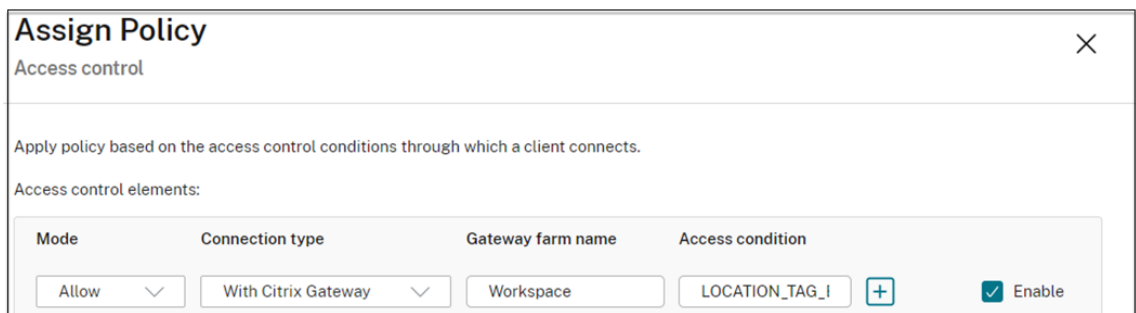 Assign Policy
Access control
Apply policy based on the access control conditions through which a client connects.
Access control elements:
Mode Connection type Gateway farm name Access condition
Allow With Citrix Gateway Workspace LOCATION_TAG_ Enable